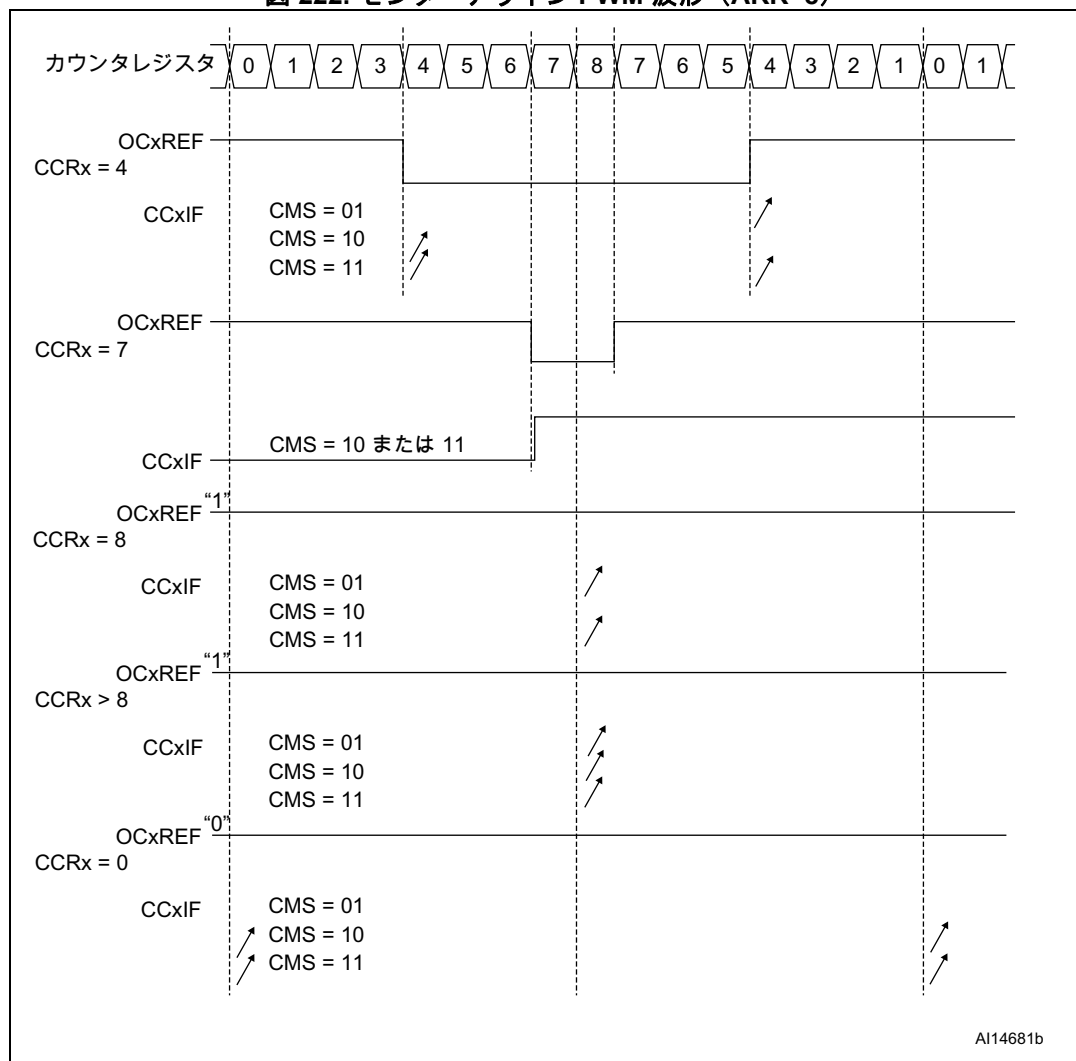 カウンタレジスタ 0 1 2 3 4 5 6 7 8 7 6 5 4 3 2 1 0 1
OCxREF
CCRx = 4
CCxIF CMS = 01
CMS = 10
CMS = 11
OCxREF
CCRx = 7
CMS = 10 または 11
CCxIF
OCxREF “1”
CCRx = 8
CCxIF CMS = 01
CMS = 10
CMS = 11
OCxREF “1”
CCRx > 8
CCxIF CMS = 01
CMS = 10
CMS = 11
OCxREF “0”
CCRx = 0
CCxIF CMS = 01
CMS = 10
CMS = 11
AI14681b